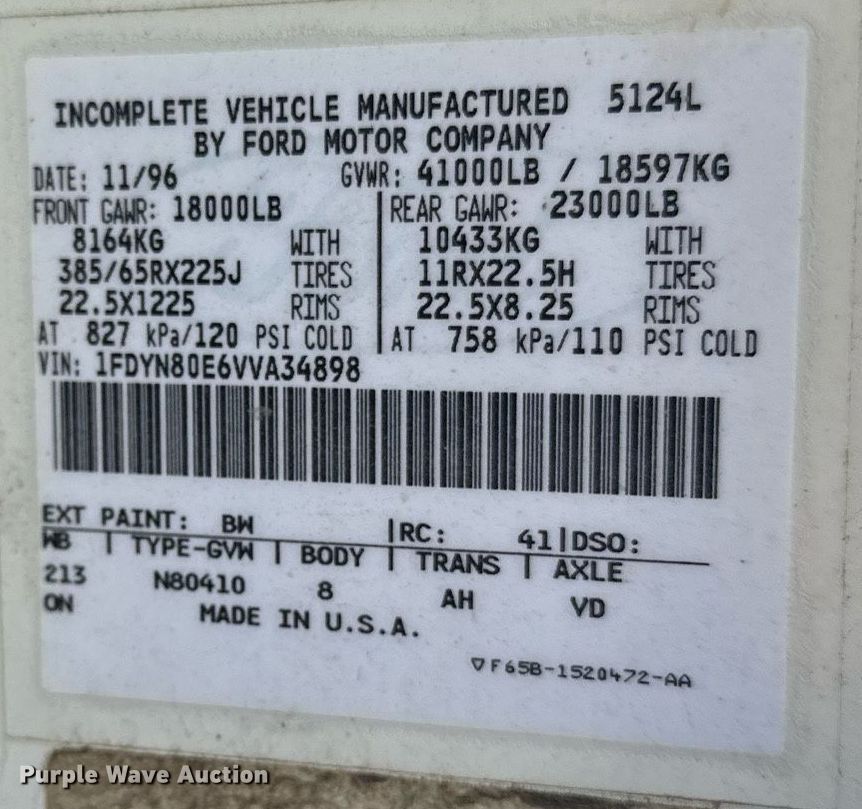 INCOMPLETE VEHICLE MANUFACTURED 5124L
BY FORD MOTOR COMPANY
DATE: 11/96 GVWR: 41000LB / 18597KG
FRONT GAWR: 18000LB REAR GAWR: 23000LB
8164KG WITH 10433KG WITH
385/65RX225J TIRES 11RX22.5H TIRES
22.5X1225 RIMS 22.5X8.25 RIMS
AT 827 kPa/120 PSI COLD AT 758 kPa/110 PSI COLD
VIN: 1FDYN80E6VVA34898
EXT PAINT: BW |RC: 41|DSO:
WB | TYPE-GVW | BODY | TRANS | AXLE
213 N80410 8 AH VD
ON MADE IN U.S.A.
▽F65B-1520472-AA
Purple Wave Auction